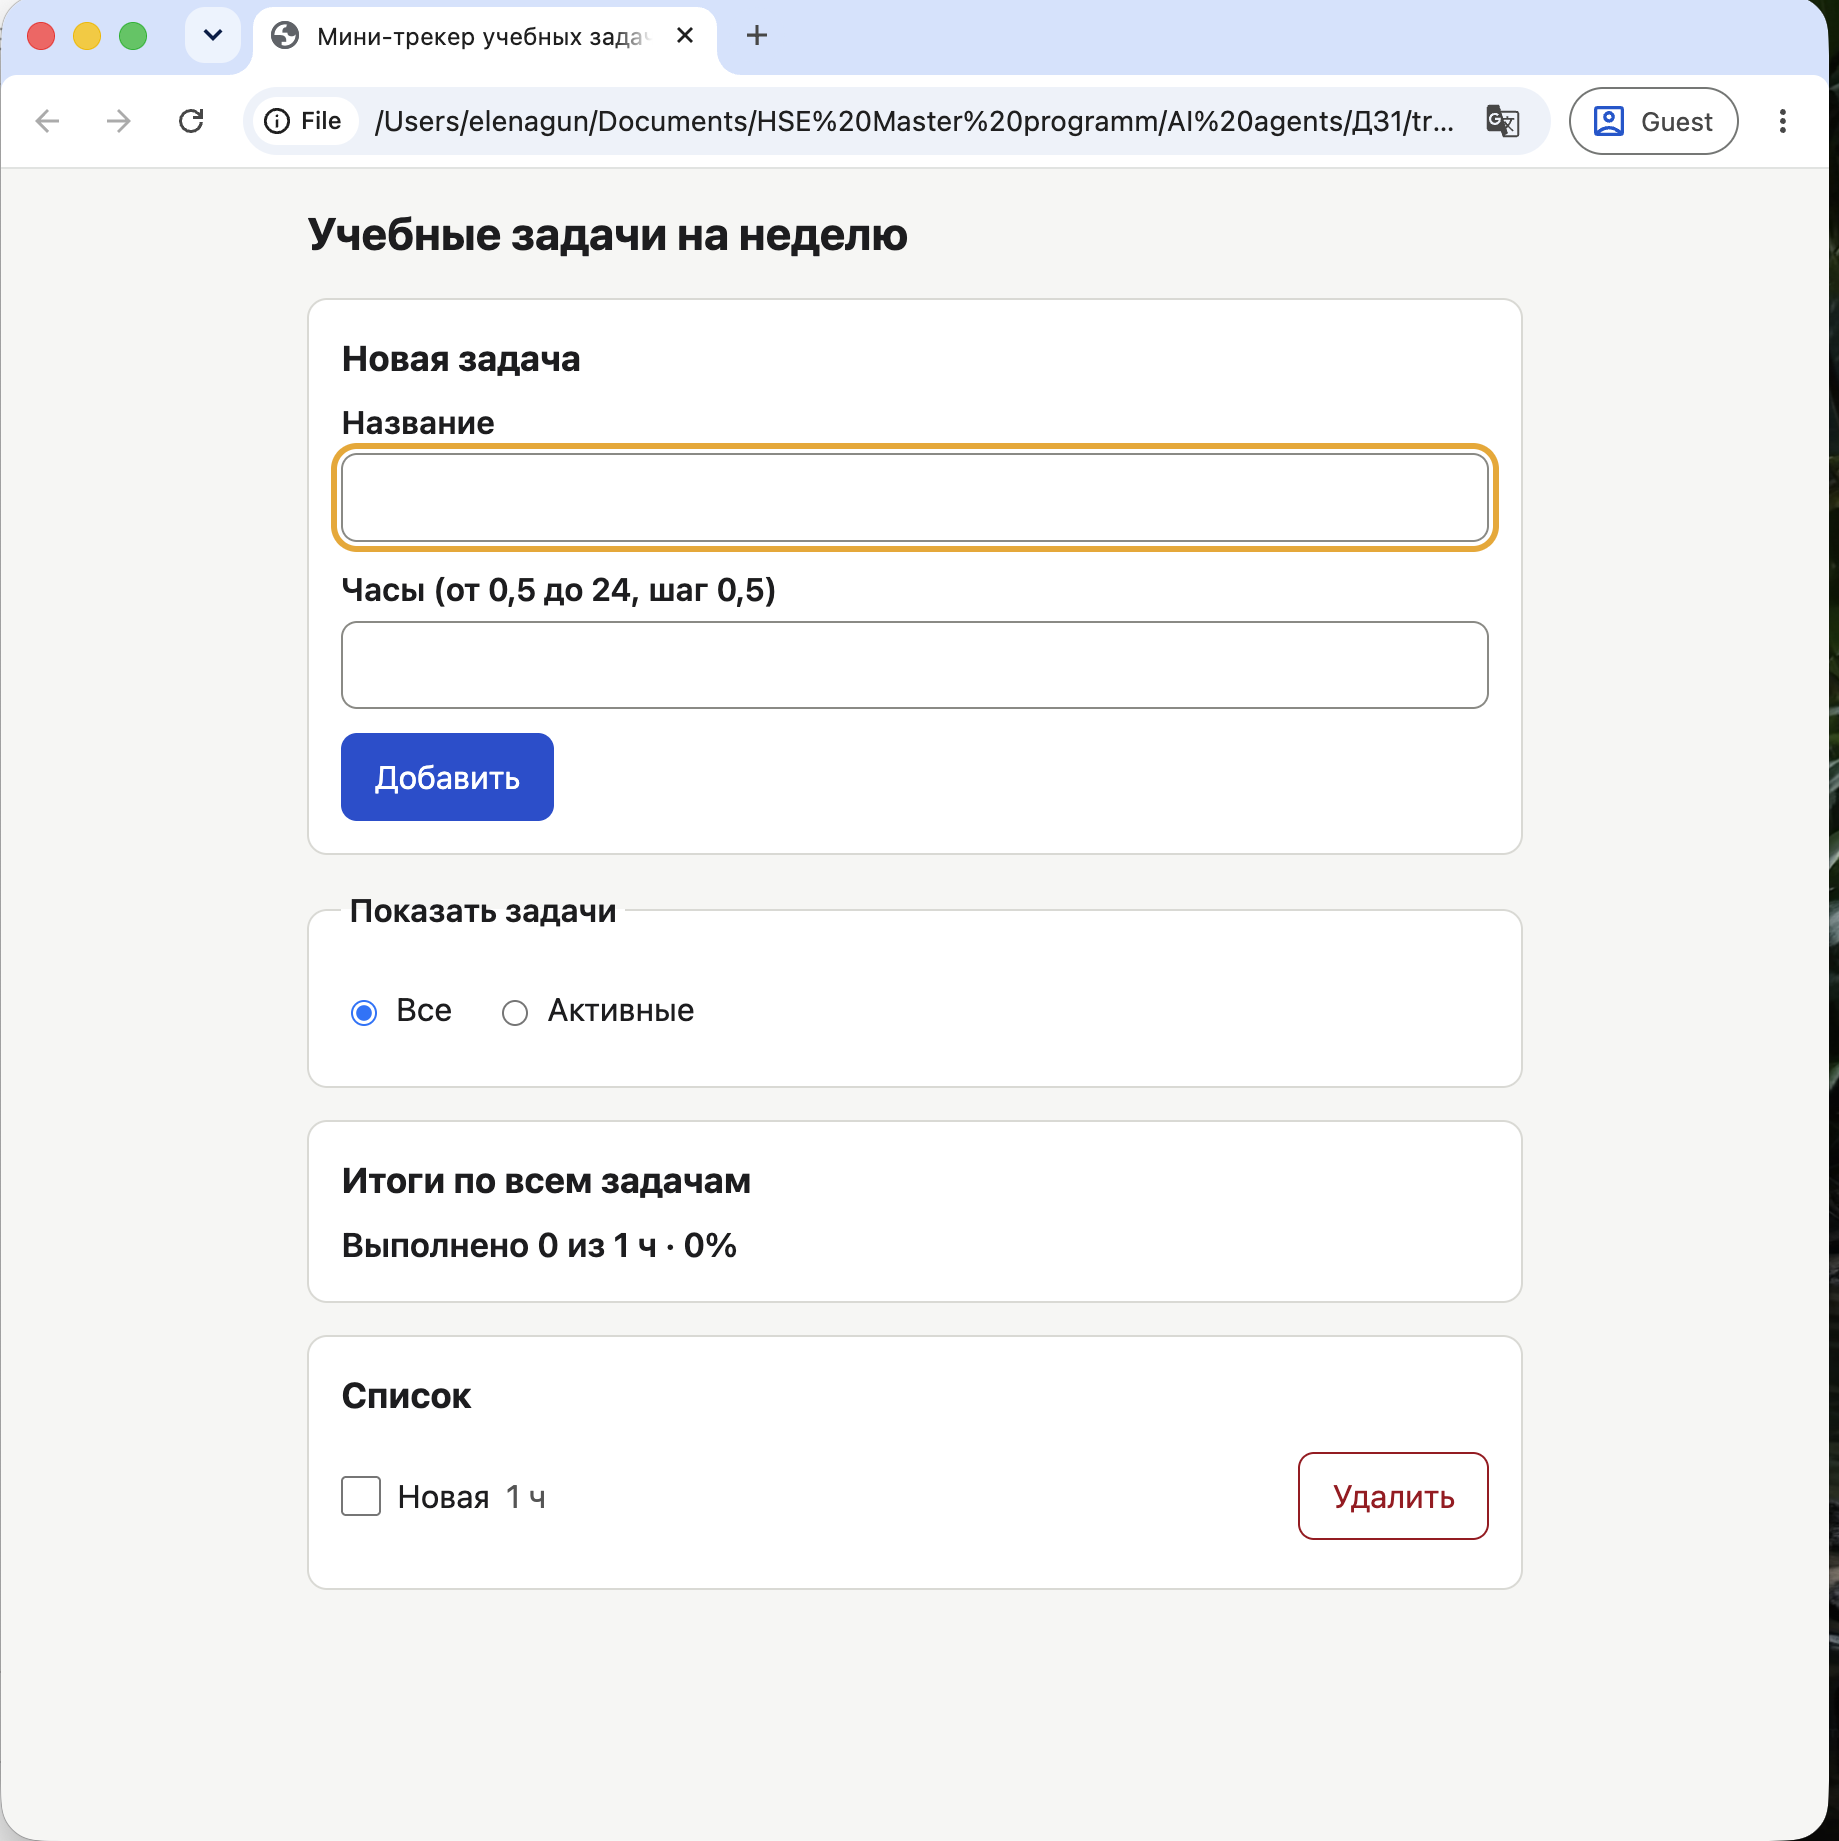 Мини-трекер учебных зада
File
/Users/elenagun/Documents/HSE%20Master%20programm/AI%20agents/ДЗ1/tr...
Guest
Учебные задачи на неделю
Новая задача
Название
Часы (от 0,5 до 24, шаг 0,5)
Добавить
Показать задачи
Все
Активные
Итоги по всем задачам
Выполнено 0 из 1 ч · 0%
Список
Новая 1 ч
Удалить